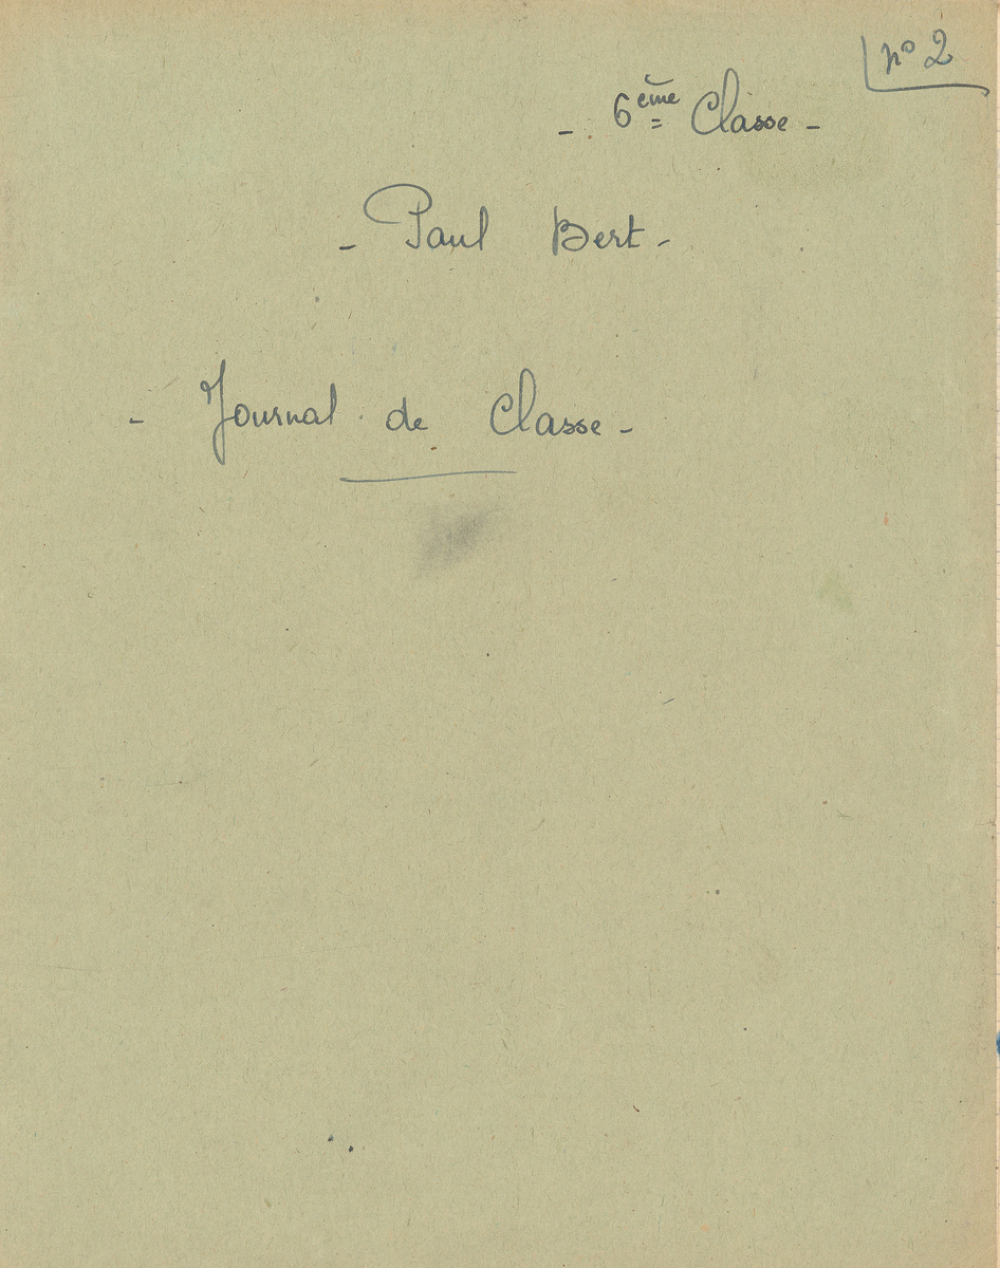 n° 2
- 6ème Classe -
- Paul Bert -
- Journal de Classe -